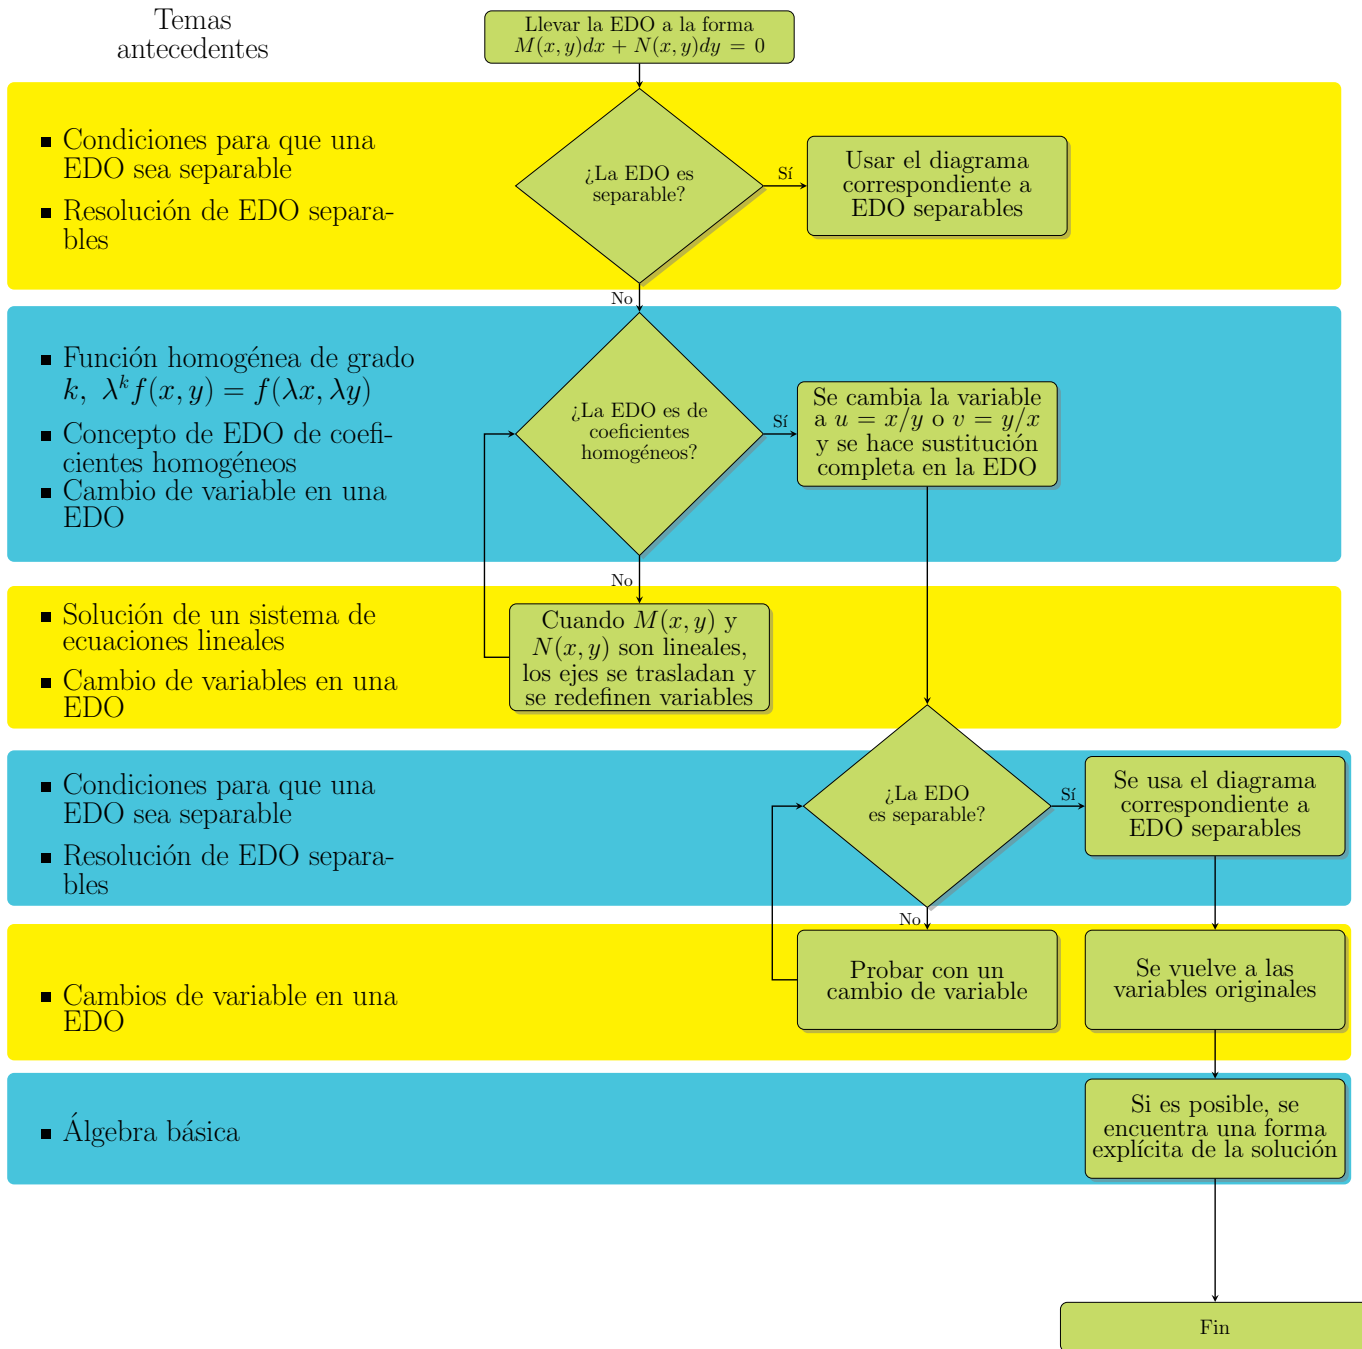 Temas
antecedentes
Llevar la EDO a la forma
M(x, y)dx + N(x, y)dy = 0
■ Condiciones para que una
EDO sea separable
■ Resolución de EDO separa-
bles
¿La EDO es
separable?
Sí
Usar el diagrama
correspondiente a
EDO separables
No
■ Función homogénea de grado
k, λ^k f(x, y) = f(λx, λy)
■ Concepto de EDO de coefi-
cientes homogéneos
■ Cambio de variable en una
EDO
¿La EDO es de
coeficientes
homogéneos?
Sí
Se cambia la variable
a u = x/y o v = y/x
y se hace sustitución
completa en la EDO
No
■ Solución de un sistema de
ecuaciones lineales
■ Cambio de variables en una
EDO
Cuando M(x, y) y
N(x, y) son lineales,
los ejes se trasladan y
se redefinen variables
■ Condiciones para que una
EDO sea separable
■ Resolución de EDO separa-
bles
¿La EDO
es separable?
Sí
Se usa el diagrama
correspondiente a
EDO separables
No
■ Cambios de variable en una
EDO
Probar con un
cambio de variable
Se vuelve a las
variables originales
■ Álgebra básica
Si es posible, se
encuentra una forma
explícita de la solución
Fin